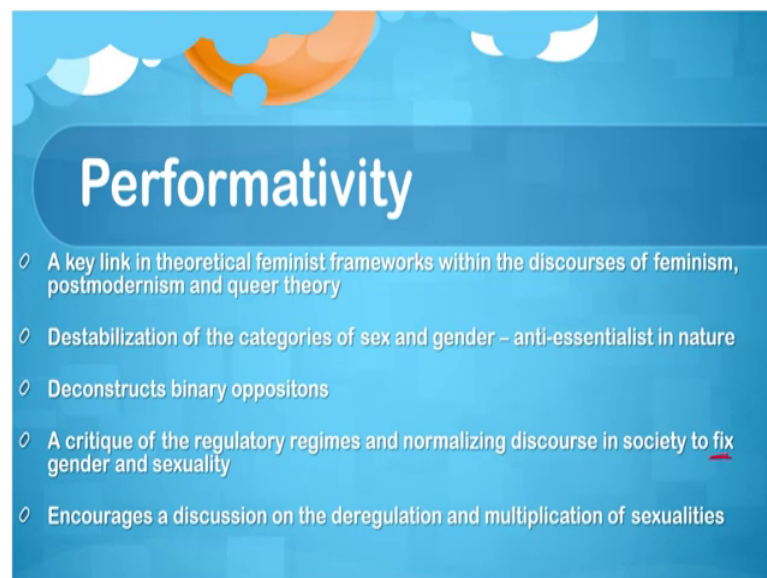 Performativity
A key link in theoretical feminist frameworks within the discourses of feminism,
postmodernism and queer theory
Destabilization of the categories of sex and gender – anti-essentialist in nature
Deconstructs binary oppositons
A critique of the regulatory regimes and normalizing discourse in society to fix
gender and sexuality
Encourages a discussion on the deregulation and multiplication of sexualities